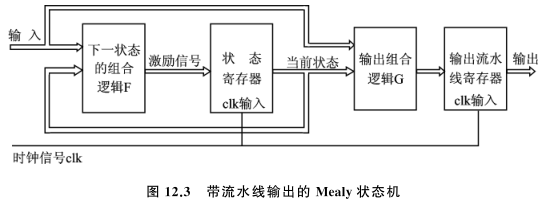 输 入
下一状态
的组合
逻辑F
激励信号
状 态
寄存器
clk输入
当前状态
输出组合
逻辑G
输出流水
线寄存器
clk输入
输出
时钟信号clk
图 12.3 带流水线输出的 Mealy 状态机